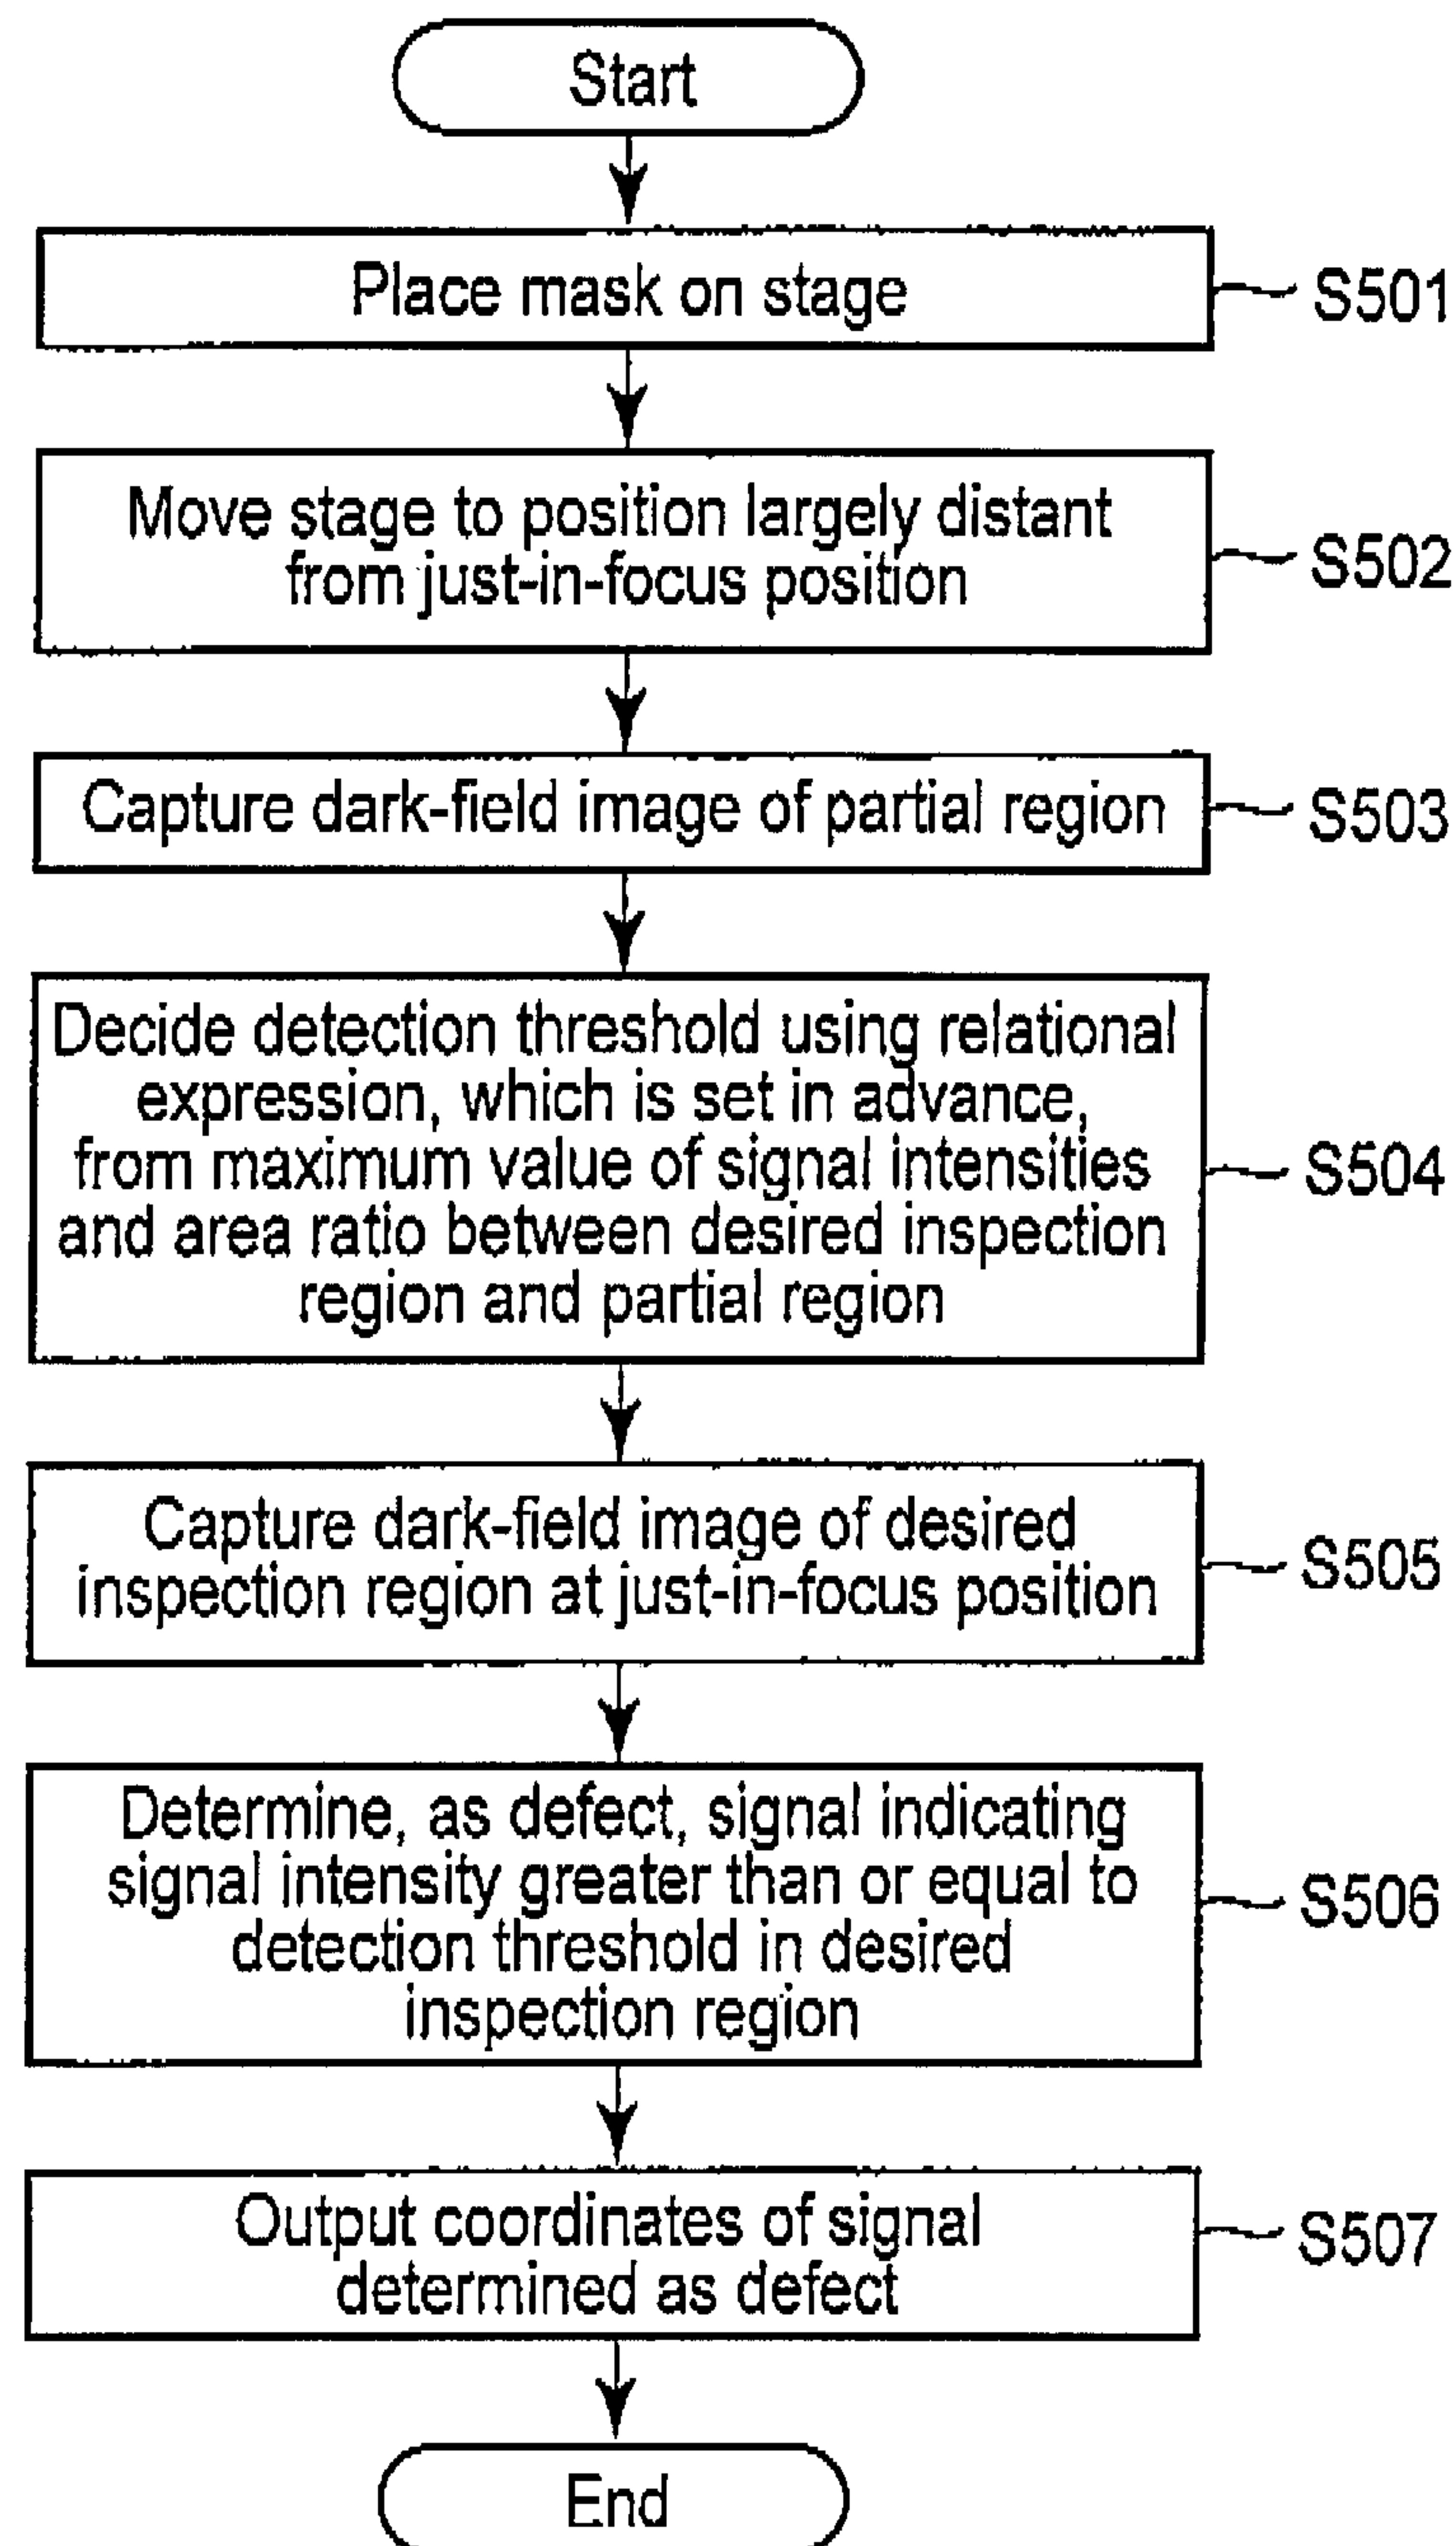 Start
Place mask on stage
S501
Move stage to position largely distant
from just-in-focus position
S502
Capture dark-field image of partial region
S503
Decide detection threshold using relational
expression, which is set in advance,
from maximum value of signal intensities
and area ratio between desired inspection
region and partial region
S504
Capture dark-field image of desired
inspection region at just-in-focus position
S505
Determine, as defect, signal indicating
signal intensity greater than or equal to
detection threshold in desired
inspection region
S506
Output coordinates of signal
determined as defect
S507
End